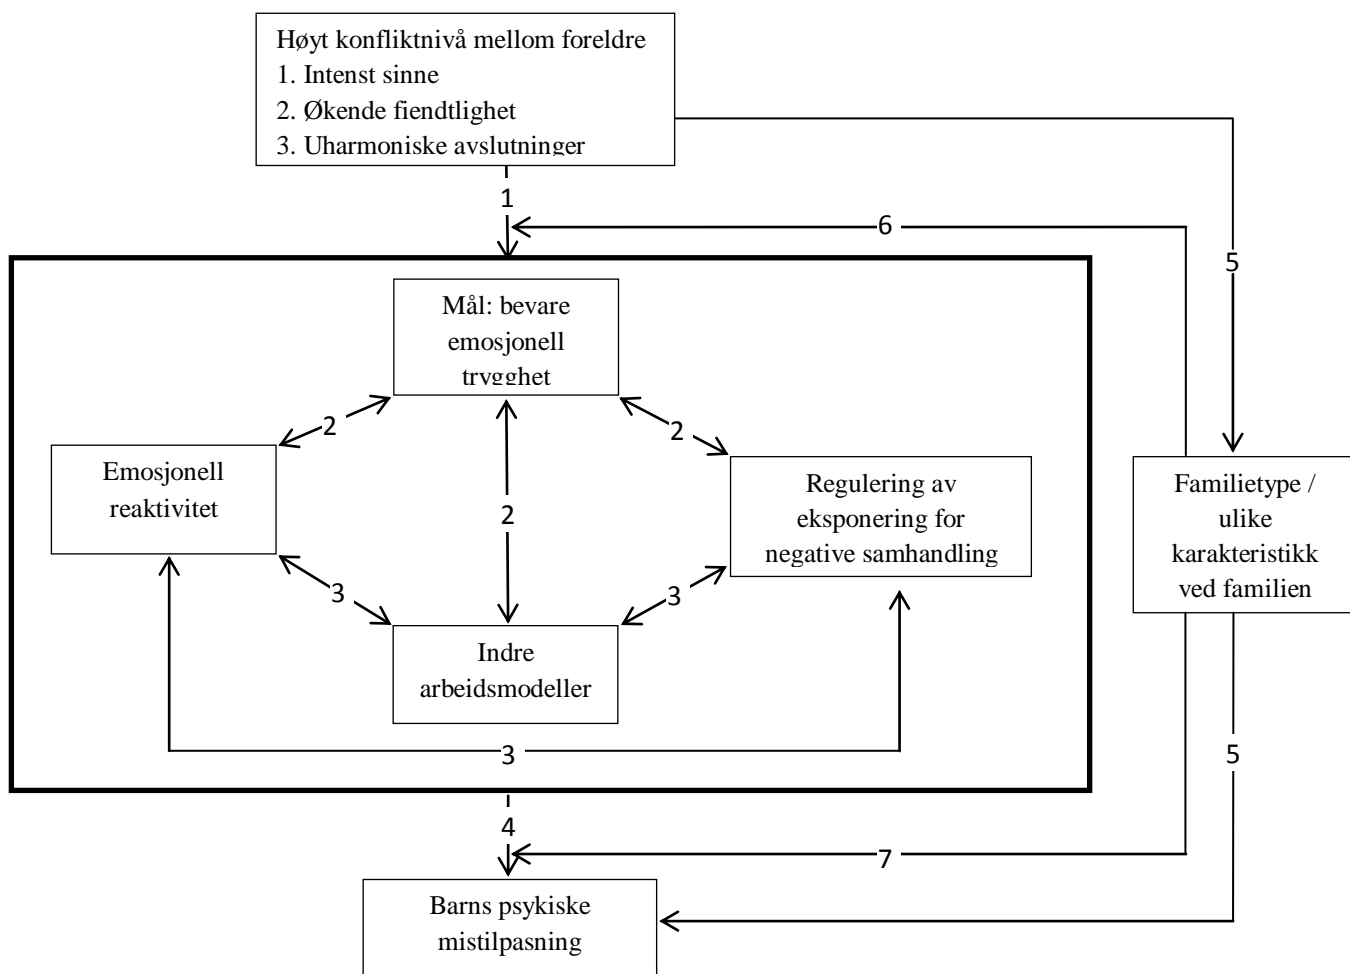 Høyt konfliktnivå mellom foreldre
1. Intenst sinne
2. Økende fiendtlighet
3. Uharmoniske avslutninger
1
6
5
Mål: bevare
emosjonell
trygghet
2
2
Emosjonell
reaktivitet
2
Regulering av
eksponering for
negative samhandling
Familietype /
ulike
karakteristikk
ved familien
3
3
Indre
arbeidsmodeller
3
5
4
7
Barns psykiske
mistilpasning